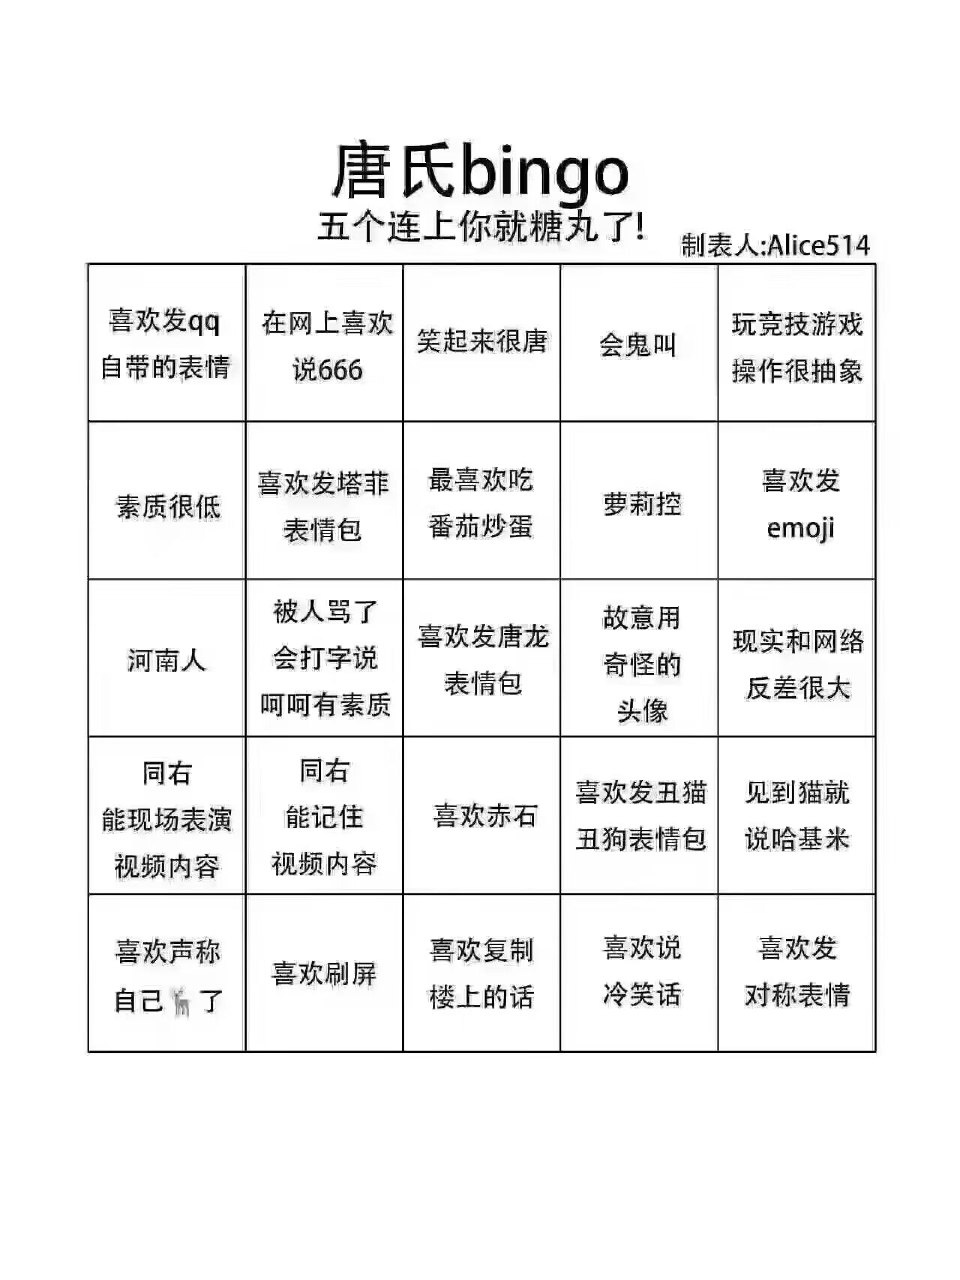 唐氏bingo
五个连上你就糖丸了!
制表人:Alice514
喜欢发qq
自带的表情
在网上喜欢
说666
笑起来很唐
会鬼叫
玩竞技游戏
操作很抽象
素质很低
喜欢发塔菲
表情包
最喜欢吃
番茄炒蛋
萝莉控
喜欢发
emoji
河南人
被人骂了
会打字说
呵呵有素质
喜欢发唐龙
表情包
故意用
奇怪的
头像
现实和网络
反差很大
同右
能现场表演
视频内容
同右
能记住
视频内容
喜欢赤石
喜欢发丑猫
丑狗表情包
见到猫就
说哈基米
喜欢声称
自己🦌了
喜欢刷屏
喜欢复制
楼上的话
喜欢说
冷笑话
喜欢发
对称表情